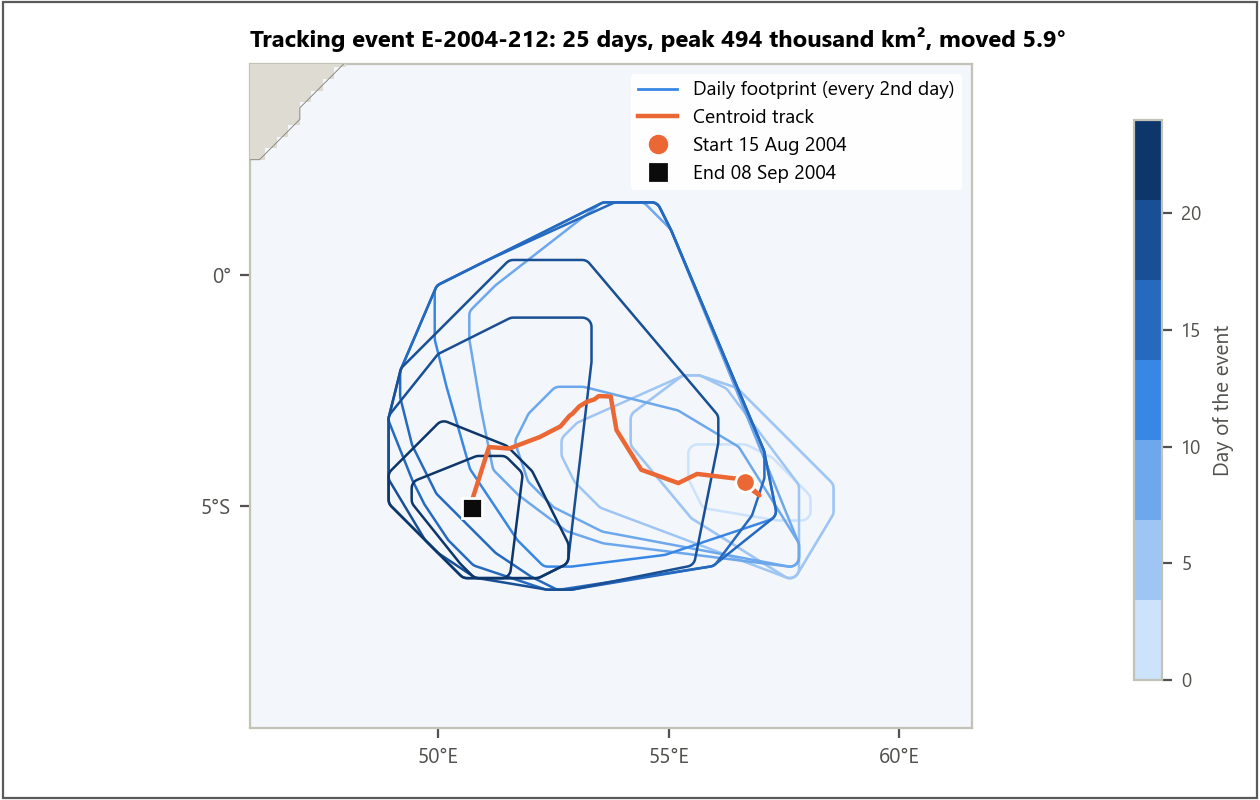 Tracking event E-2004-212: 25 days, peak 494 thousand km², moved 5.9°
Daily footprint (every 2nd day)
Centroid track
Start 15 Aug 2004
End 08 Sep 2004
0°
5°S
50°E
55°E
60°E
20
15
10
5
0
Day of the event